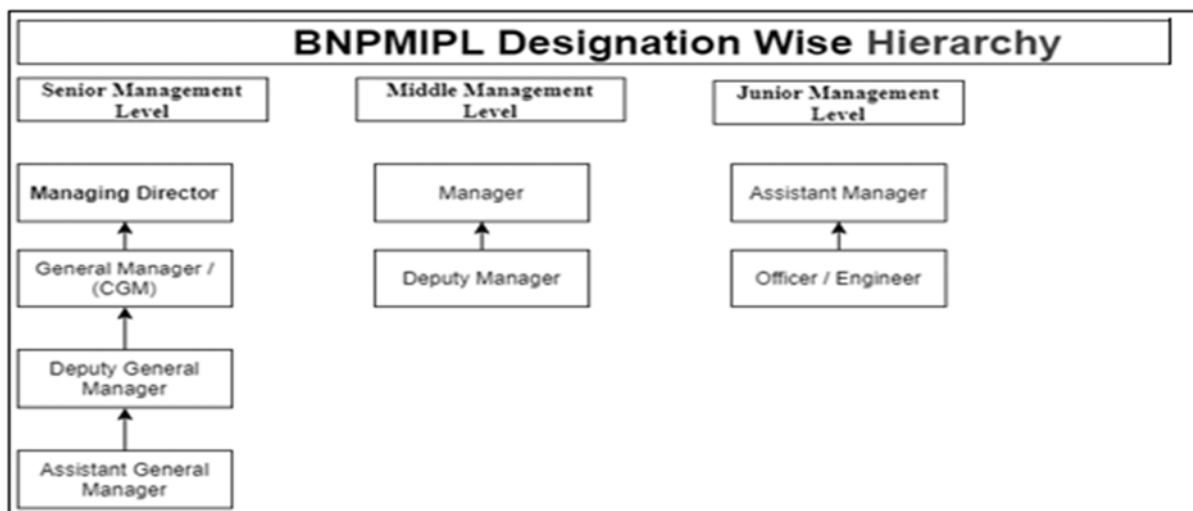 BNPMIPL Designation Wise Hierarchy
Senior Management
Level
Managing Director
General Manager /
(CGM)
Deputy General
Manager
Assistant General
Manager
Middle Management
Level
Manager
Deputy Manager
Junior Management
Level
Assistant Manager
Officer / Engineer